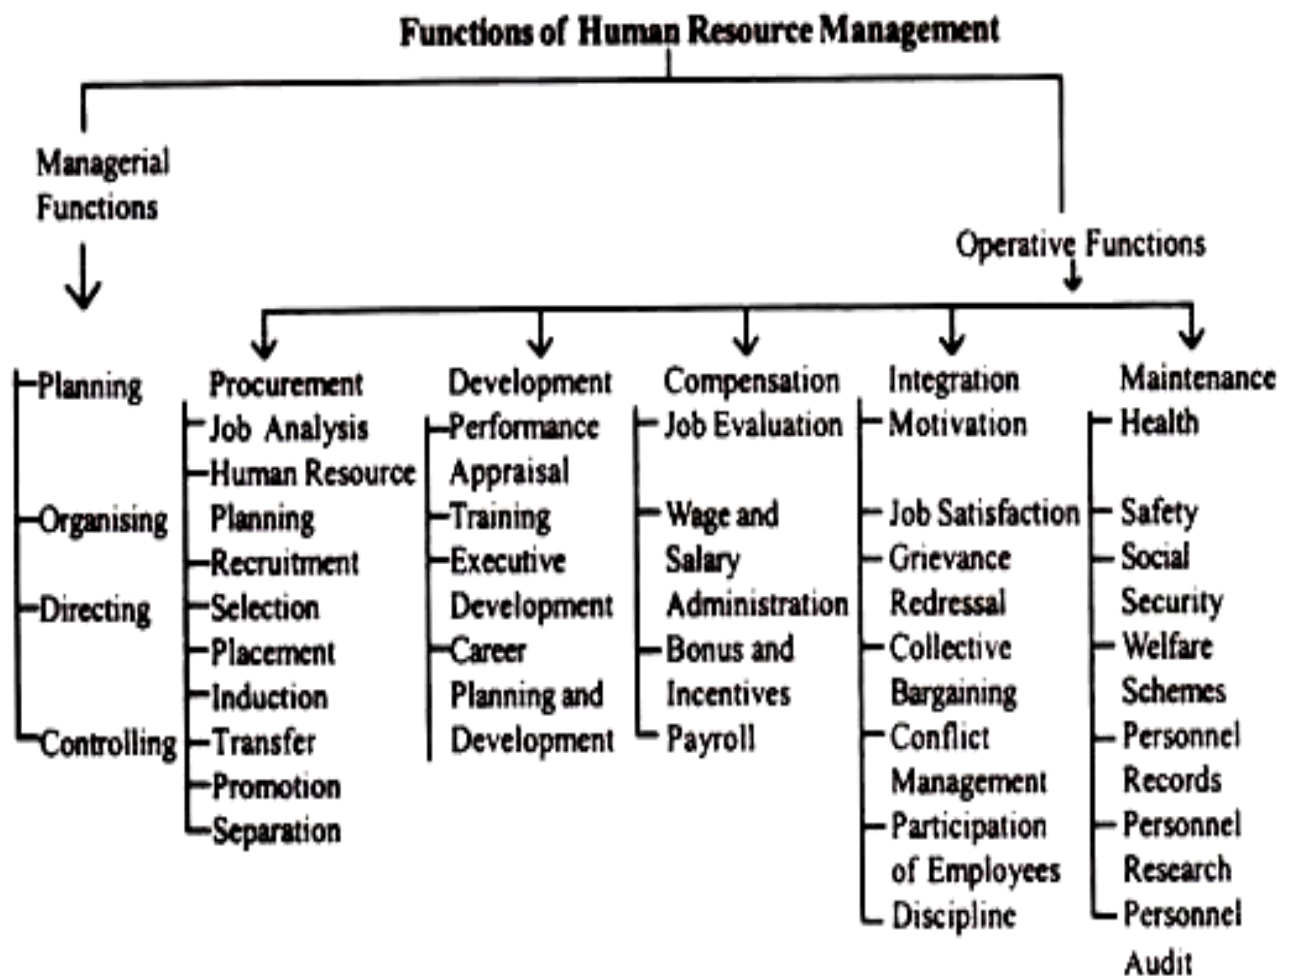 Functions of Human Resource Management
Managerial
Functions
Operative Functions
Planning
Organising
Directing
Controlling
Procurement
Job Analysis
Human Resource
Planning
Recruitment
Selection
Placement
Induction
Transfer
Promotion
Separation
Development
Performance
Appraisal
Training
Executive
Development
Career
Planning and
Development
Compensation
Job Evaluation
Wage and
Salary
Administration
Bonus and
Incentives
Payroll
Integration
Motivation
Job Satisfaction
Grievance
Redressal
Collective
Bargaining
Conflict
Management
Participation
of Employees
Discipline
Maintenance
Health
Safety
Social
Security
Welfare
Schemes
Personnel
Records
Personnel
Research
Personnel
Audit